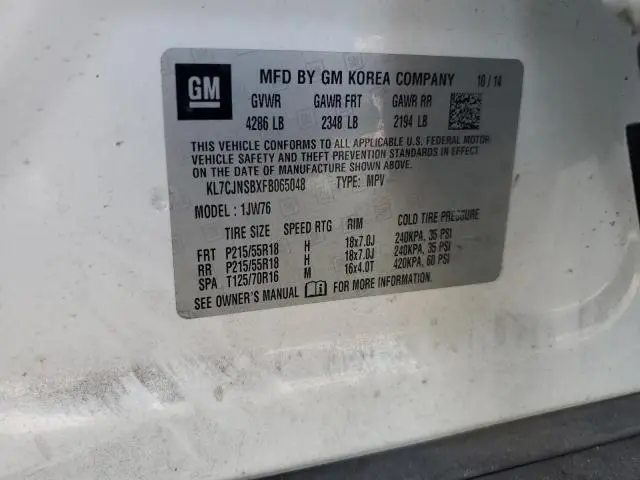 GM
MFD BY GM KOREA COMPANY 10 / 14
GVWR GAWR FRT GAWR RR
4286 LB 2348 LB 2194 LB
THIS VEHICLE CONFORMS TO ALL APPLICABLE U.S. FEDERAL MOTOR
VEHICLE SAFETY AND THEFT PREVENTION STANDARDS IN EFFECT
ON THE DATE OF MANUFACTURE SHOWN ABOVE.
KL7CJNSBXFB065048 TYPE: MPV
MODEL : 1JW76
TIRE SIZE SPEED RTG RIM COLD TIRE PRESSURE
FRT P215/55R18 H 18x7.0J 240KPA, 35 PSI
RR P215/55R18 H 18x7.0J 240KPA, 35 PSI
SPA T125/70R16 M 16x4.0T 420KPA, 60 PSI
SEE OWNER'S MANUAL FOR MORE INFORMATION.